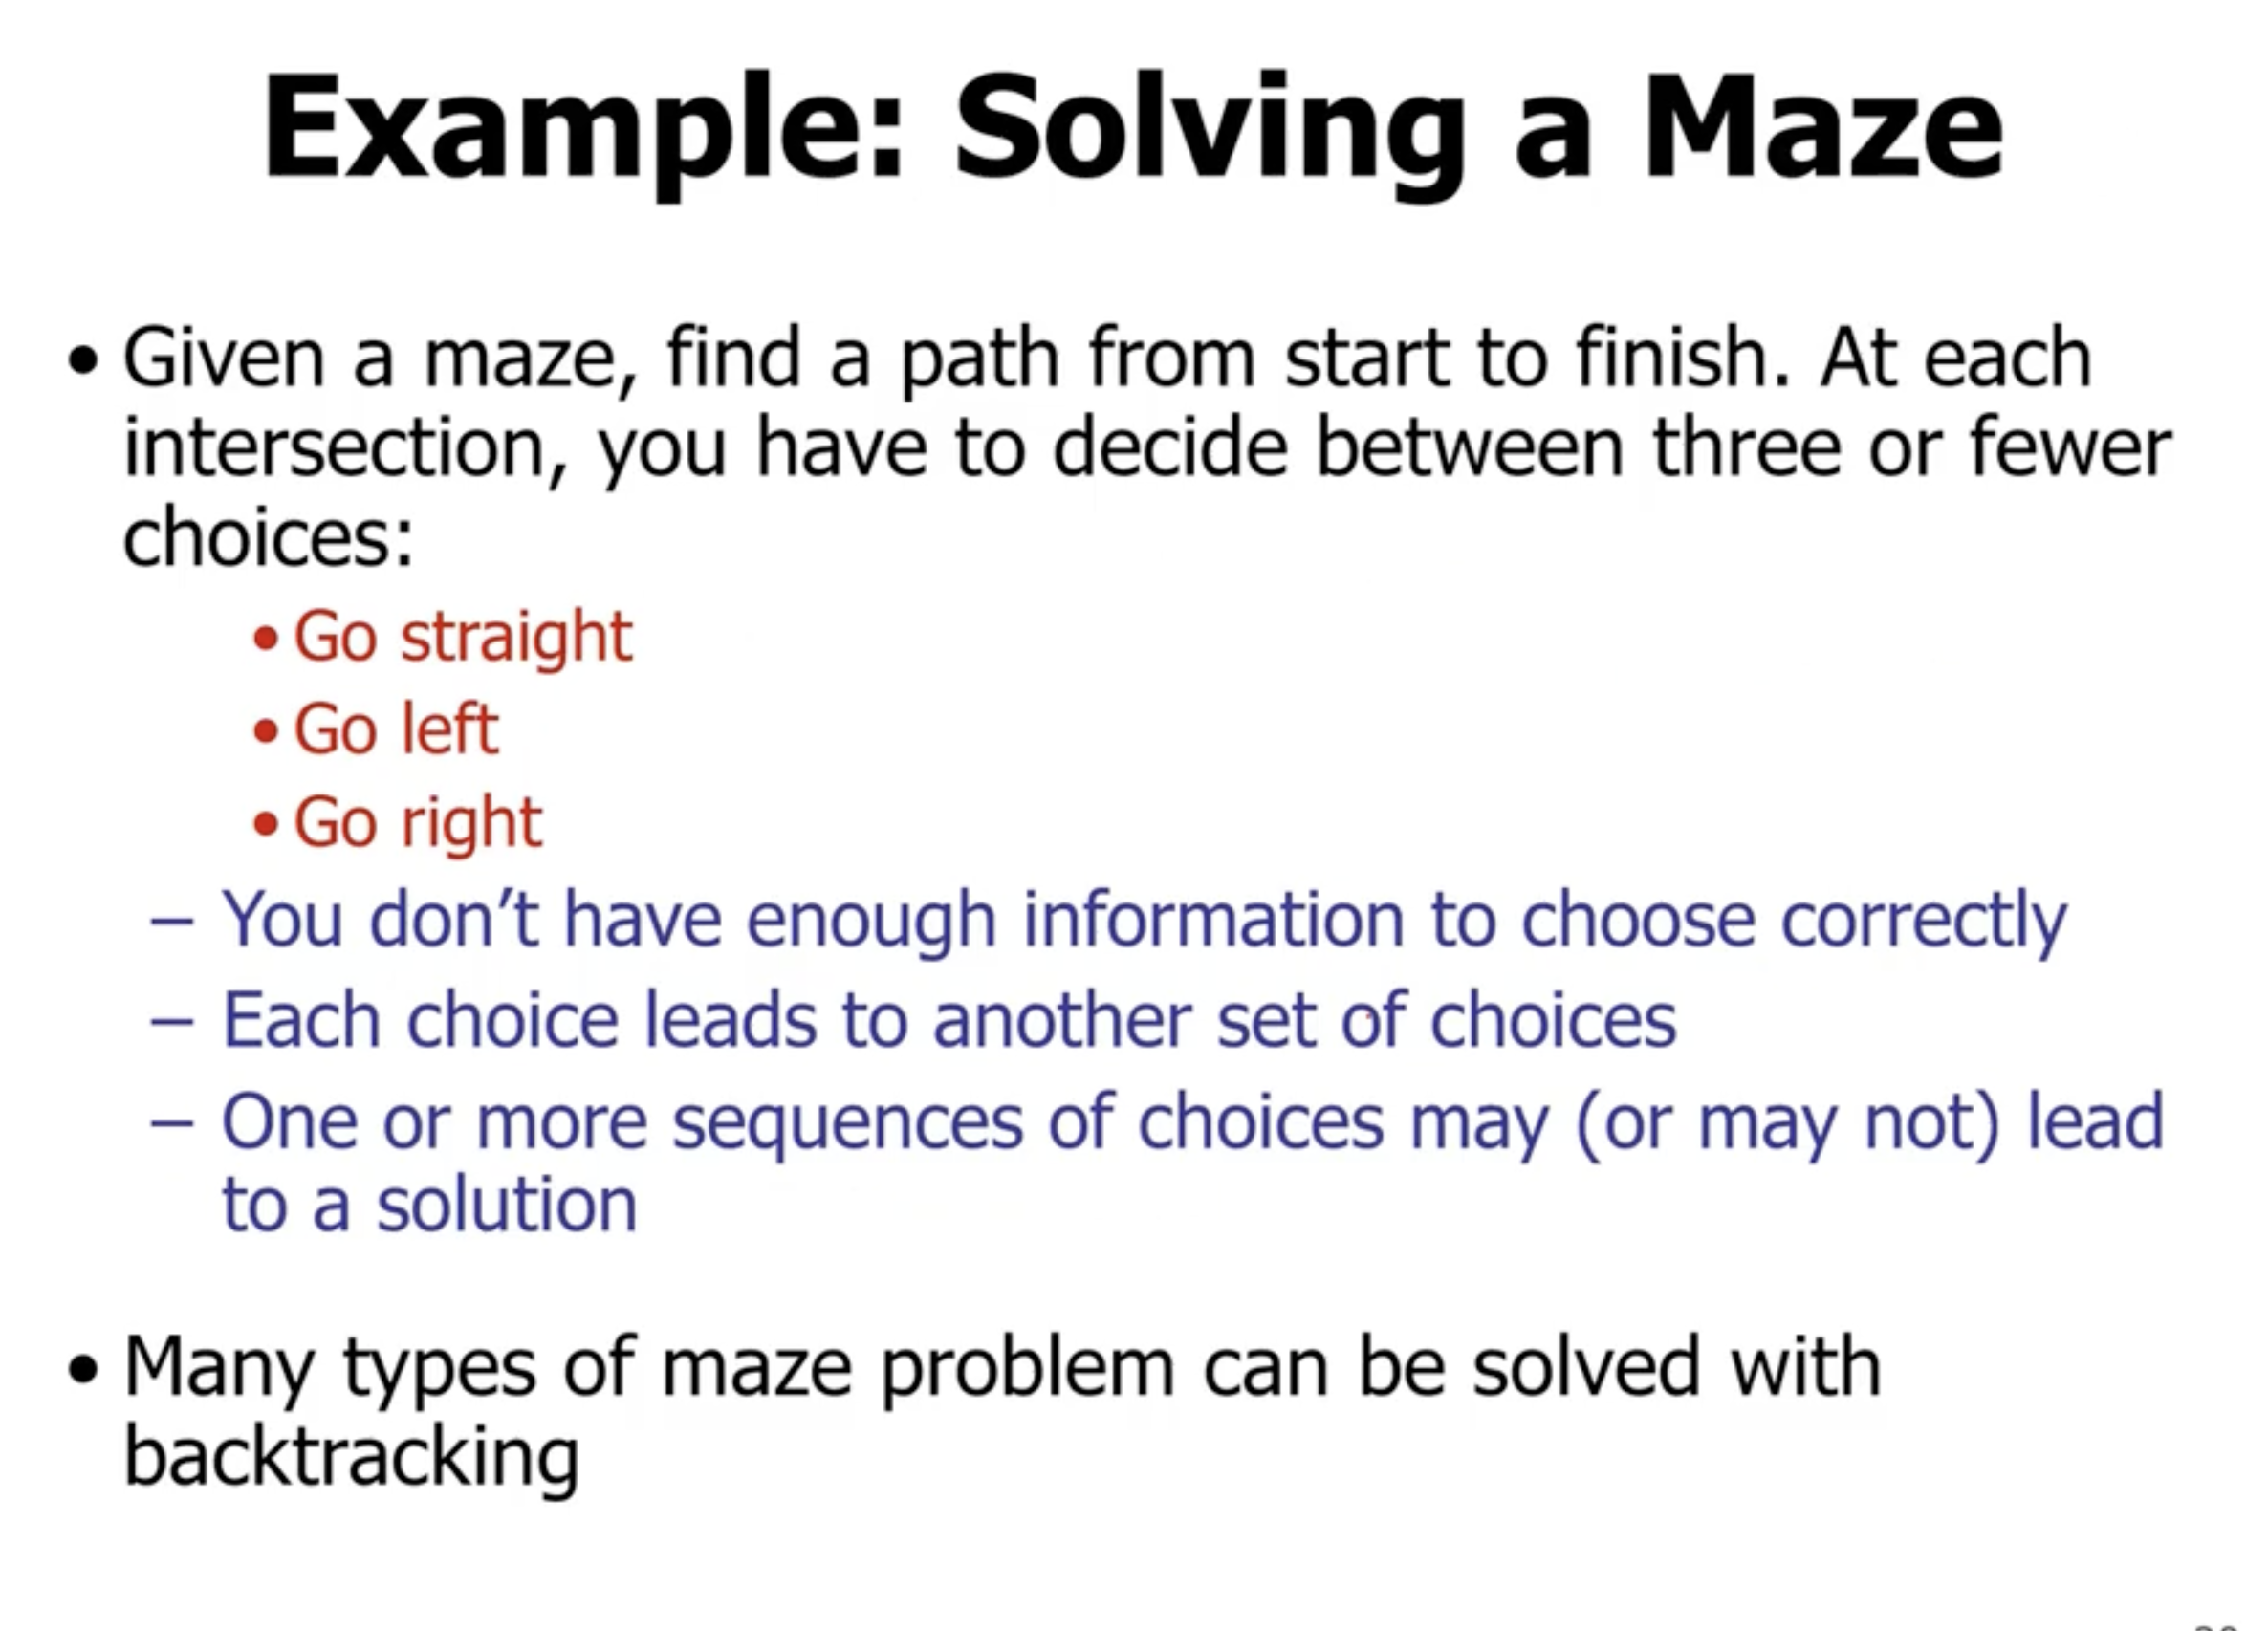 Example: Solving a Maze
• Given a maze, find a path from start to finish. At each
intersection, you have to decide between three or fewer
choices:
• Go straight
• Go left
• Go right
– You don’t have enough information to choose correctly
– Each choice leads to another set of choices
– One or more sequences of choices may (or may not) lead
to a solution
• Many types of maze problem can be solved with
backtracking